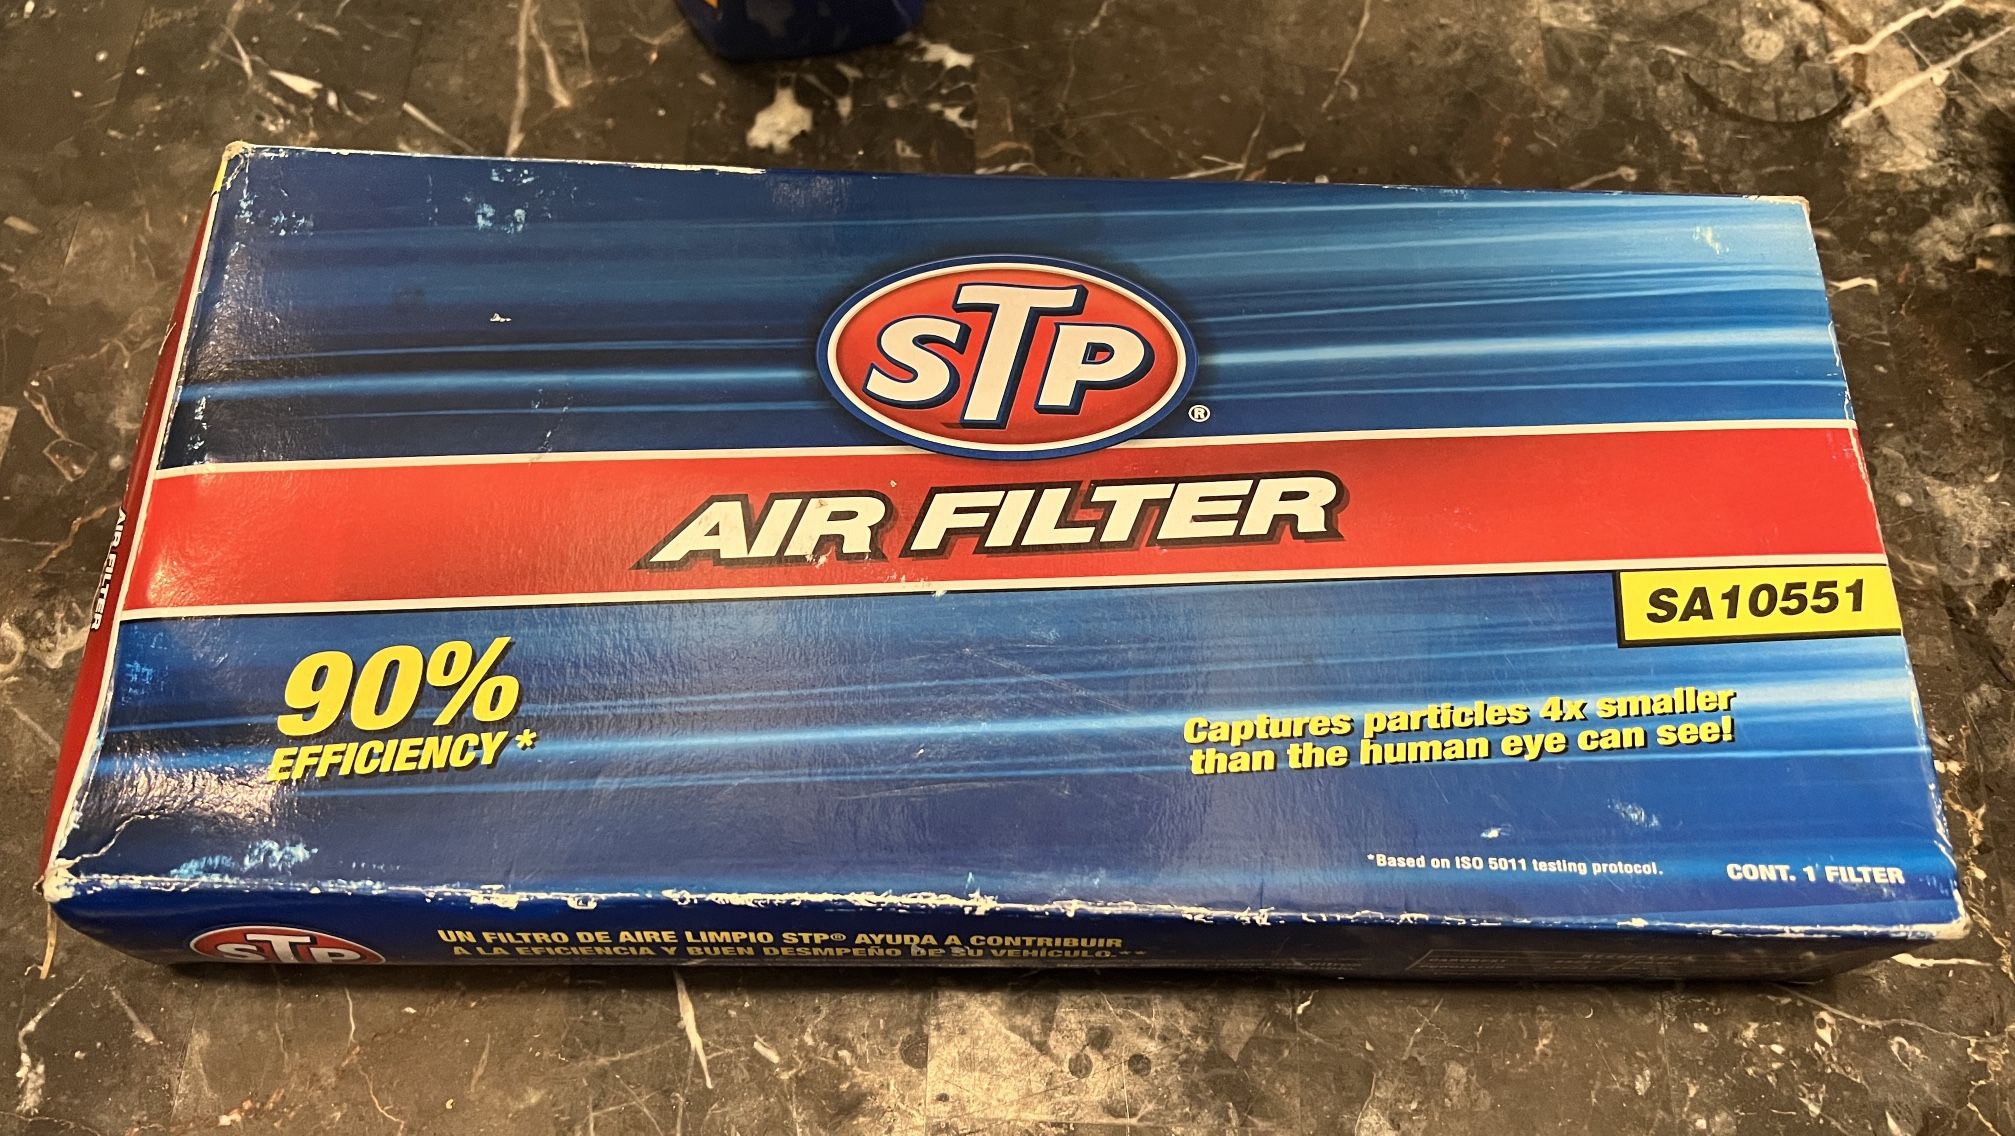 STP®
AIR FILTER
SA10551
90%
EFFICIENCY*
Captures particles 4x smaller
than the human eye can see!
*Based on ISO 5011 testing protocol.
CONT. 1 FILTER
AIR FILTER
STP
UN FILTRO DE AIRE LIMPIO STP® AYUDA A CONTRIBUIR
A LA EFICIENCIA Y BUEN DESMPEÑO DE SU VEHÍCULO.**